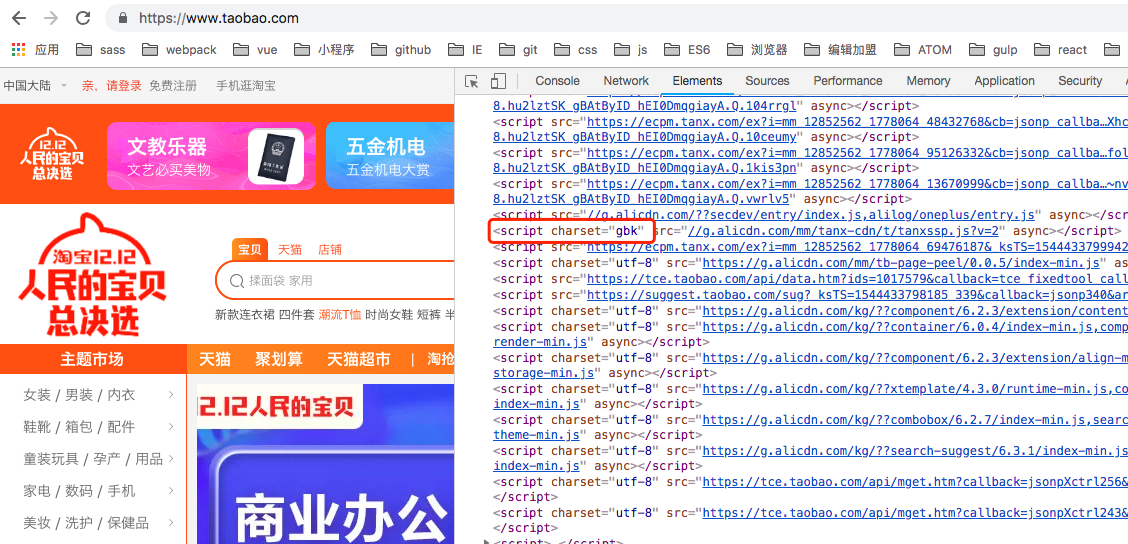 https://www.taobao.com
应用 sass webpack vue 小程序 github IE git css js ES6 浏览器 编辑加盟 ATOM gulp react
中国大陆 亲，请登录 免费注册 手机逛淘宝
12.12
人民的宝贝
总决选
文教乐器
文艺必买美物
五金机电
五金机电大赏
淘宝12.12
人民的宝贝
总决选
宝贝 天猫 店铺
揉面袋 家用
新款连衣裙 四件套 潮流T恤 时尚女鞋 短裤 半
主题市场 天猫 聚划算 天猫超市 | 淘抢
女装 / 男装 / 内衣
鞋靴 / 箱包 / 配件
童装玩具 / 孕产 / 用品
家电 / 数码 / 手机
美妆 / 洗护 / 保健品
12.12人民的宝贝
商业办公
Console Network Elements Sources Performance Memory Application Security
8.hu2lztSK_gBAtByID_hEI0DmqgiayA.Q.104rrgl" async></script>
<script src="https://ecpm.tanx.com/ex?i=mm_12852562_1778064_48432768&cb=jsonp_callba…Xhc
8.hu2lztSK_gBAtByID_hEI0DmqgiayA.Q.10ceumy" async></script>
<script src="https://ecpm.tanx.com/ex?i=mm_12852562_1778064_95126332&cb=jsonp_callba…fol
8.hu2lztSK_gBAtByID_hEI0DmqgiayA.Q.1kis3pn" async></script>
<script src="https://ecpm.tanx.com/ex?i=mm_12852562_1778064_13670999&cb=jsonp_callba…~nv
8.hu2lztSK_gBAtByID_hEI0DmqgiayA.Q.vwrlv5" async></script>
<script src="//g.alicdn.com/??secdev/entry/index.js,alilog/oneplus/entry.js" async></sc
<script charset="gbk" src="//g.alicdn.com/mm/tanx-cdn/t/tanxssp.js?v=2" async></script>
<script src="https://ecpm.tanx.com/ex?i=mm_12852562_1778064_69476187&_ksTS=1544433799942
<script charset="utf-8" src="https://g.alicdn.com/mm/tb-page-peel/0.0.5/index-min.js" as
<script src="https://tce.taobao.com/api/data.htm?ids=1017579&callback=tce_fixedtool_call
<script src="https://suggest.taobao.com/sug?_ksTS=1544433798185_339&callback=jsonp340&ar
<script charset="utf-8" src="https://g.alicdn.com/kg/??component/6.2.3/extension/content
<script charset="utf-8" src="https://g.alicdn.com/kg/??container/6.0.4/index-min.js,comp
render-min.js" async></script>
<script charset="utf-8" src="https://g.alicdn.com/kg/??component/6.2.3/extension/align-m
storage-min.js" async></script>
<script charset="utf-8" src="https://g.alicdn.com/kg/??xtemplate/4.3.0/runtime-min.js,co
index-min.js" async></script>
<script charset="utf-8" src="https://g.alicdn.com/kg/??combobox/6.2.7/index-min.js,searc
theme-min.js" async></script>
<script charset="utf-8" src="https://g.alicdn.com/kg/??search-suggest/6.3.1/index-min.js
index-min.js" async></script>
<script charset="utf-8" src="https://tce.taobao.com/api/mget.htm?callback=jsonpXctrl256&
</script>
<script charset="utf-8" src="https://tce.taobao.com/api/mget.htm?callback=jsonpXctrl243&
</script>